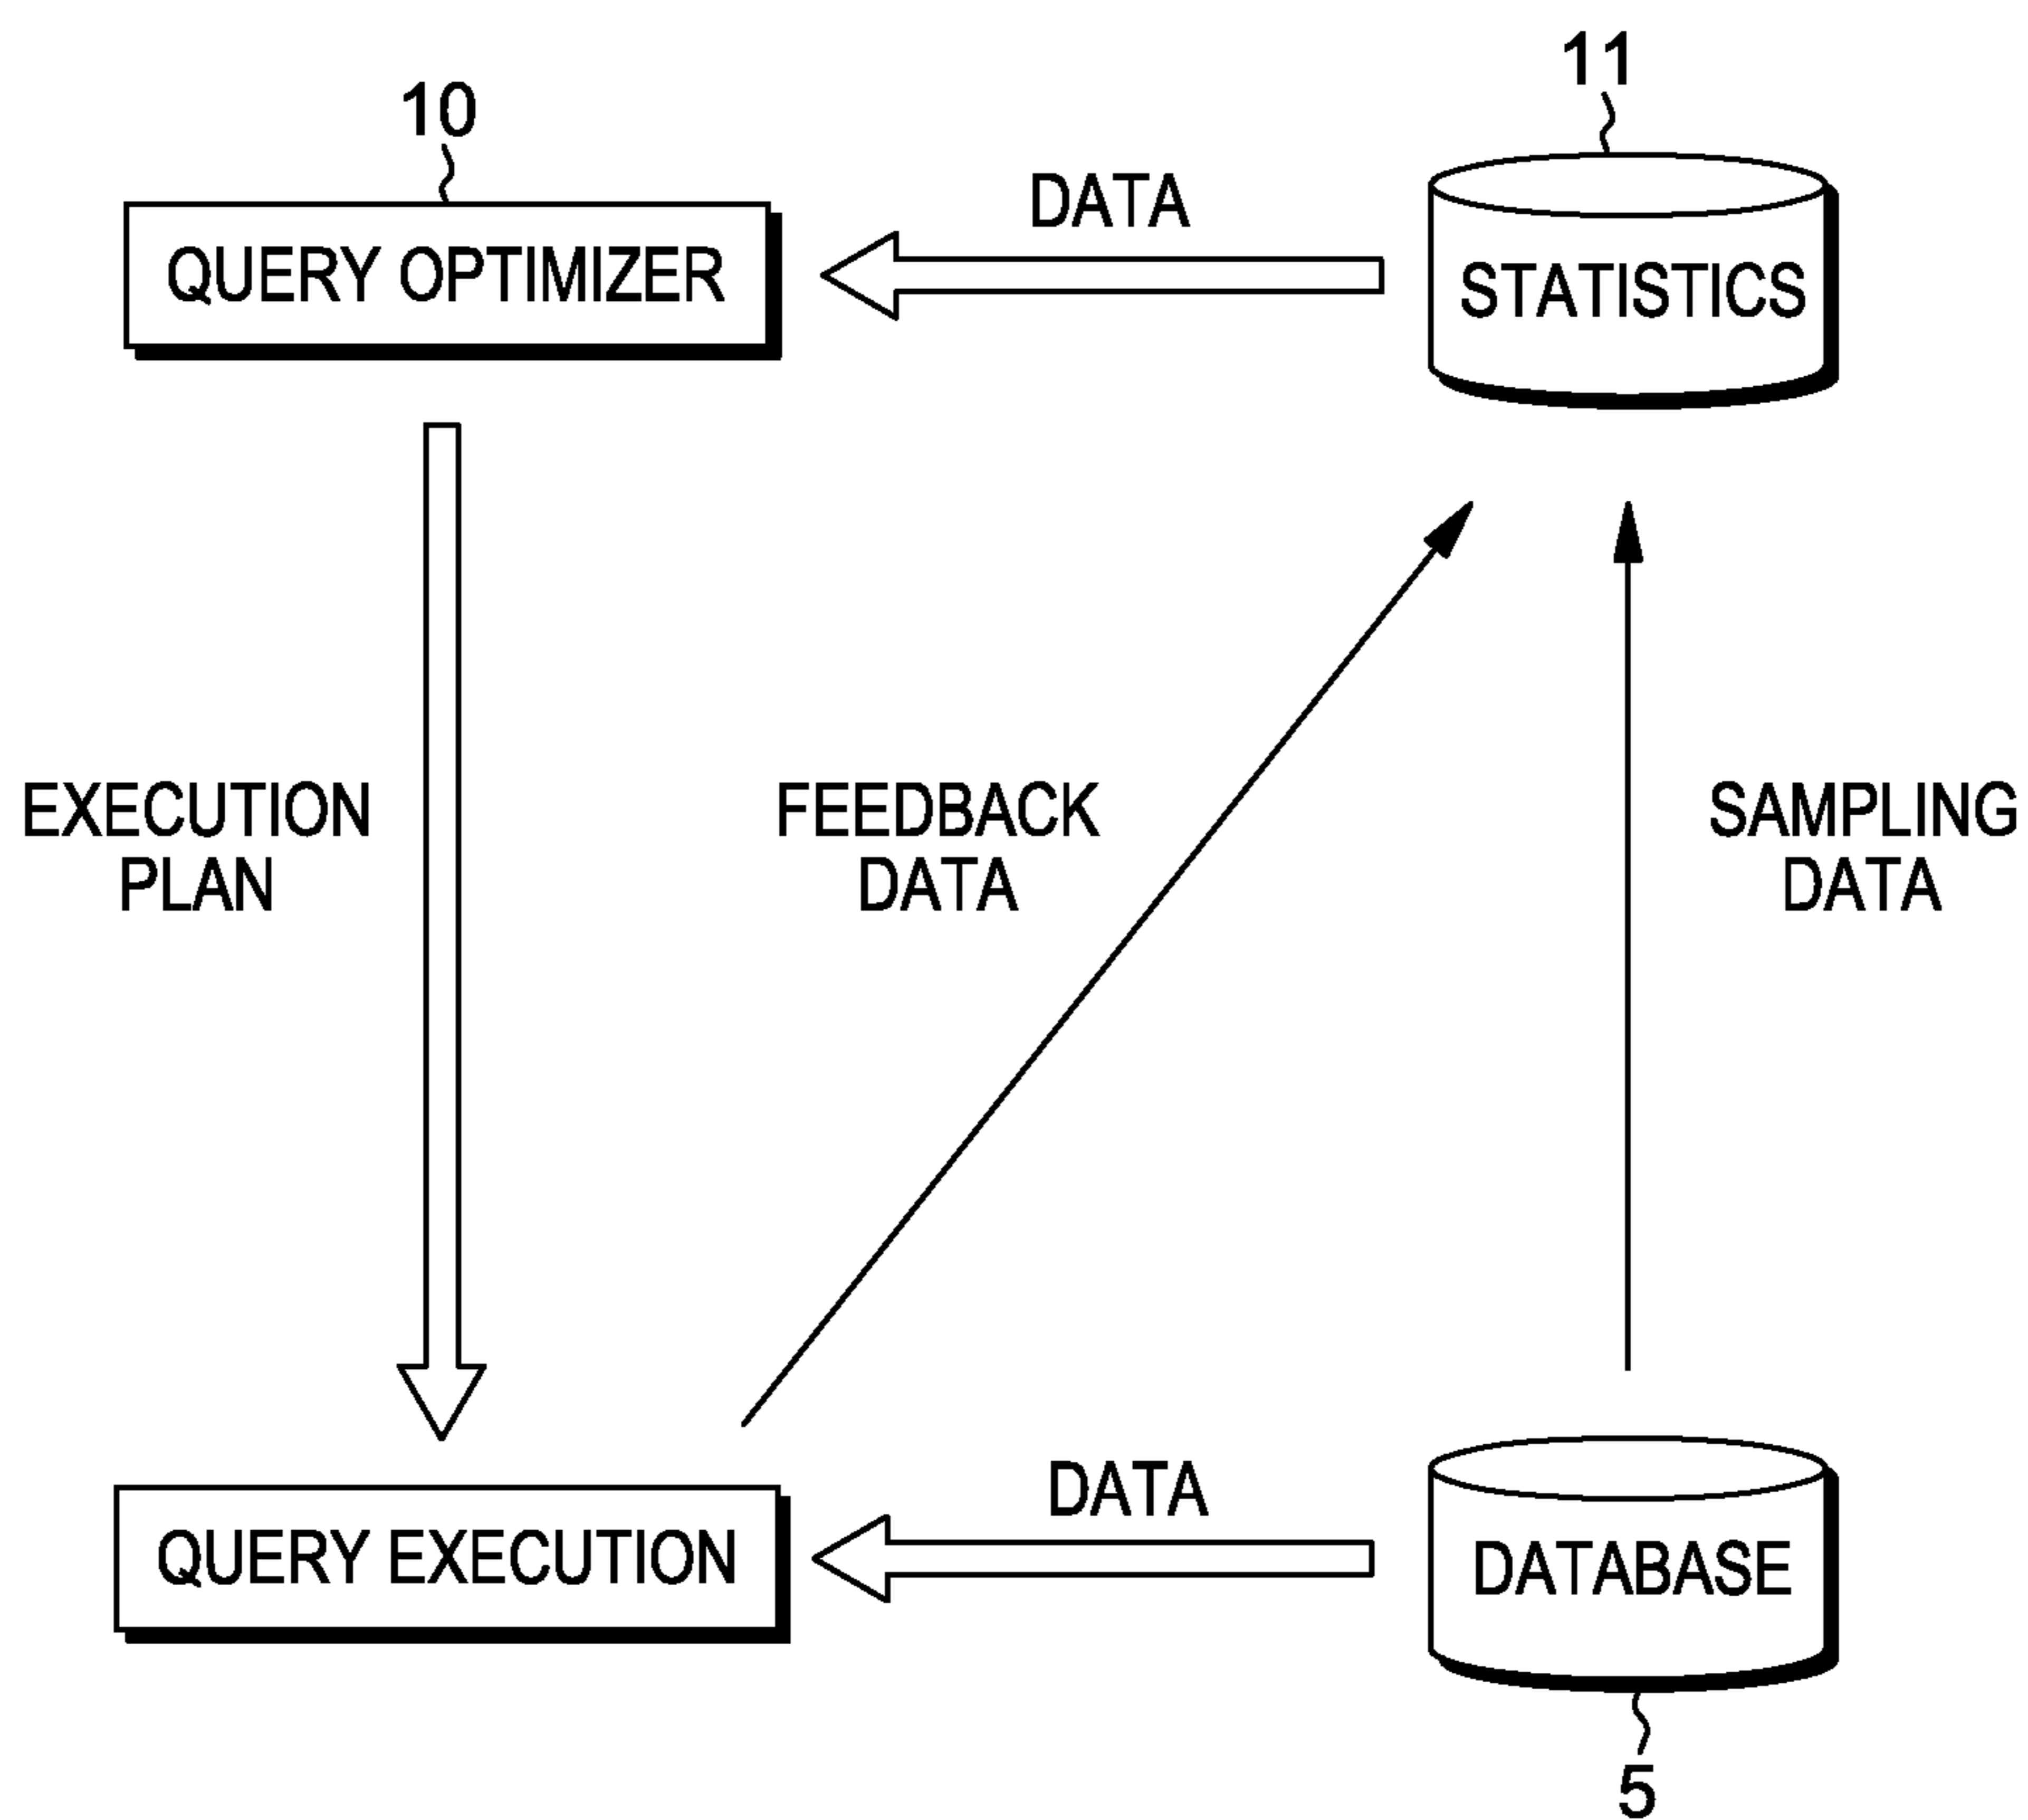 11
10
DATA
QUERY OPTIMIZER
STATISTICS
EXECUTION
PLAN
FEEDBACK
DATA
SAMPLING
DATA
DATA
QUERY EXECUTION
DATABASE
5